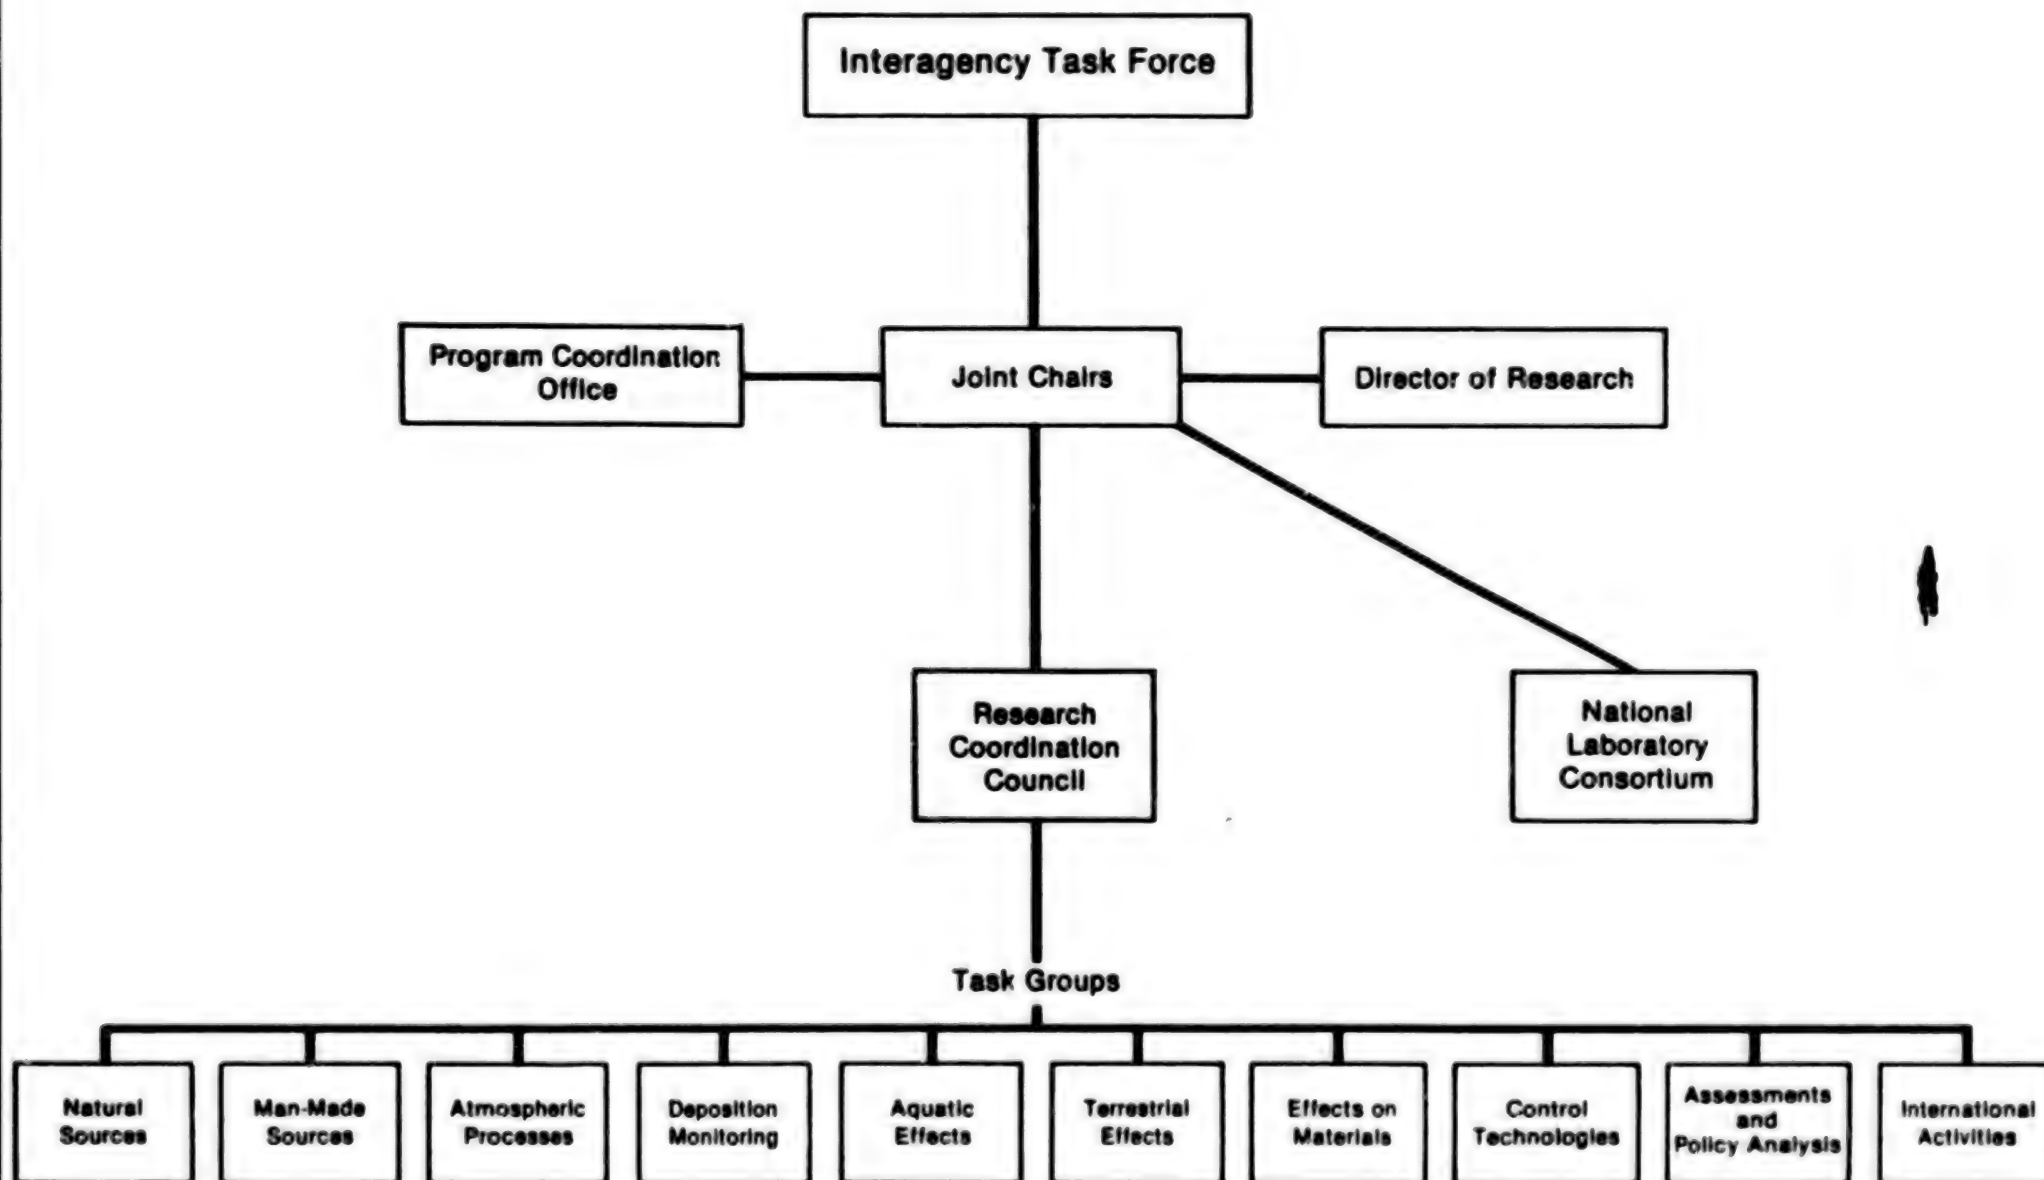 Interagency Task Force
Program Coordination
Office
Joint Chairs
Director of Research
Research
Coordination
Council
National
Laboratory
Consortium
Task Groups
Natural
Sources
Man-Made
Sources
Atmospheric
Processes
Deposition
Monitoring
Aquatic
Effects
Terrestrial
Effects
Effects on
Materials
Control
Technologies
Assessments
and
Policy Analysis
International
Activities